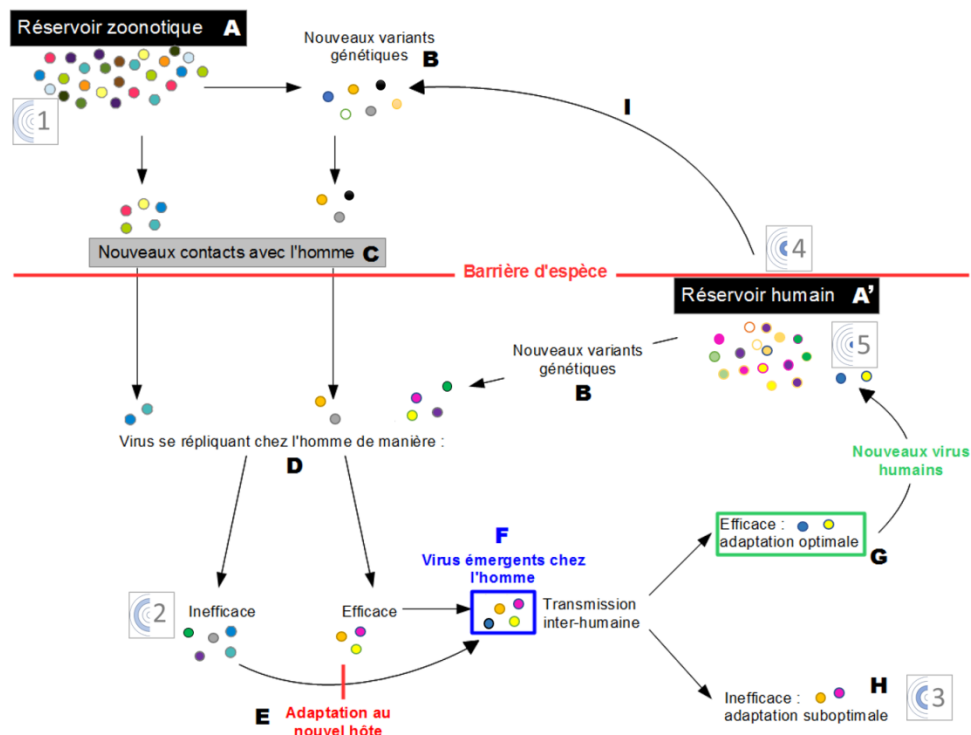 Réservoir zoonotique A
Nouveaux variants
génétiques B
1
I
Nouveaux contacts avec l'homme C
4
Barrière d'espèce
Réservoir humain A'
5
Nouveaux variants
génétiques
B
Virus se répliquant chez l'homme de manière :
D
Nouveaux virus
humains
F
Virus émergents chez
l'homme
Efficace :
adaptation optimale
G
2
Inefficace
Efficace
Transmission
inter-humaine
E
Adaptation au
nouvel hôte
Inefficace :
adaptation suboptimale
H
3